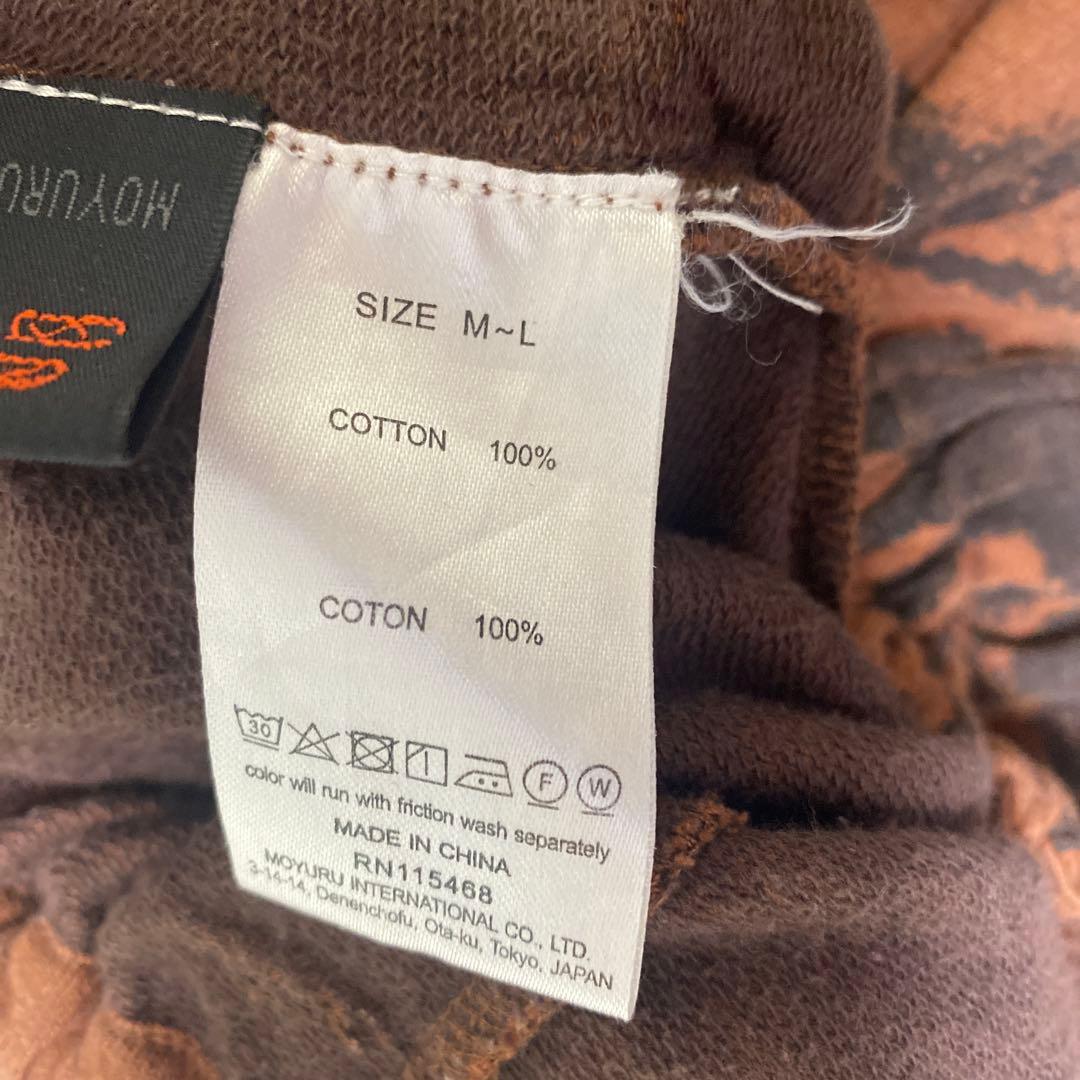 MOYURU
SIZE M~L
COTTON 100%
COTON 100%
30
F W
color will run with friction wash separately
MADE IN CHINA
RN115468
MOYURU INTERNATIONAL CO., LTD.
3-14-14, Denenchofu, Ota-ku, Tokyo, JAPAN